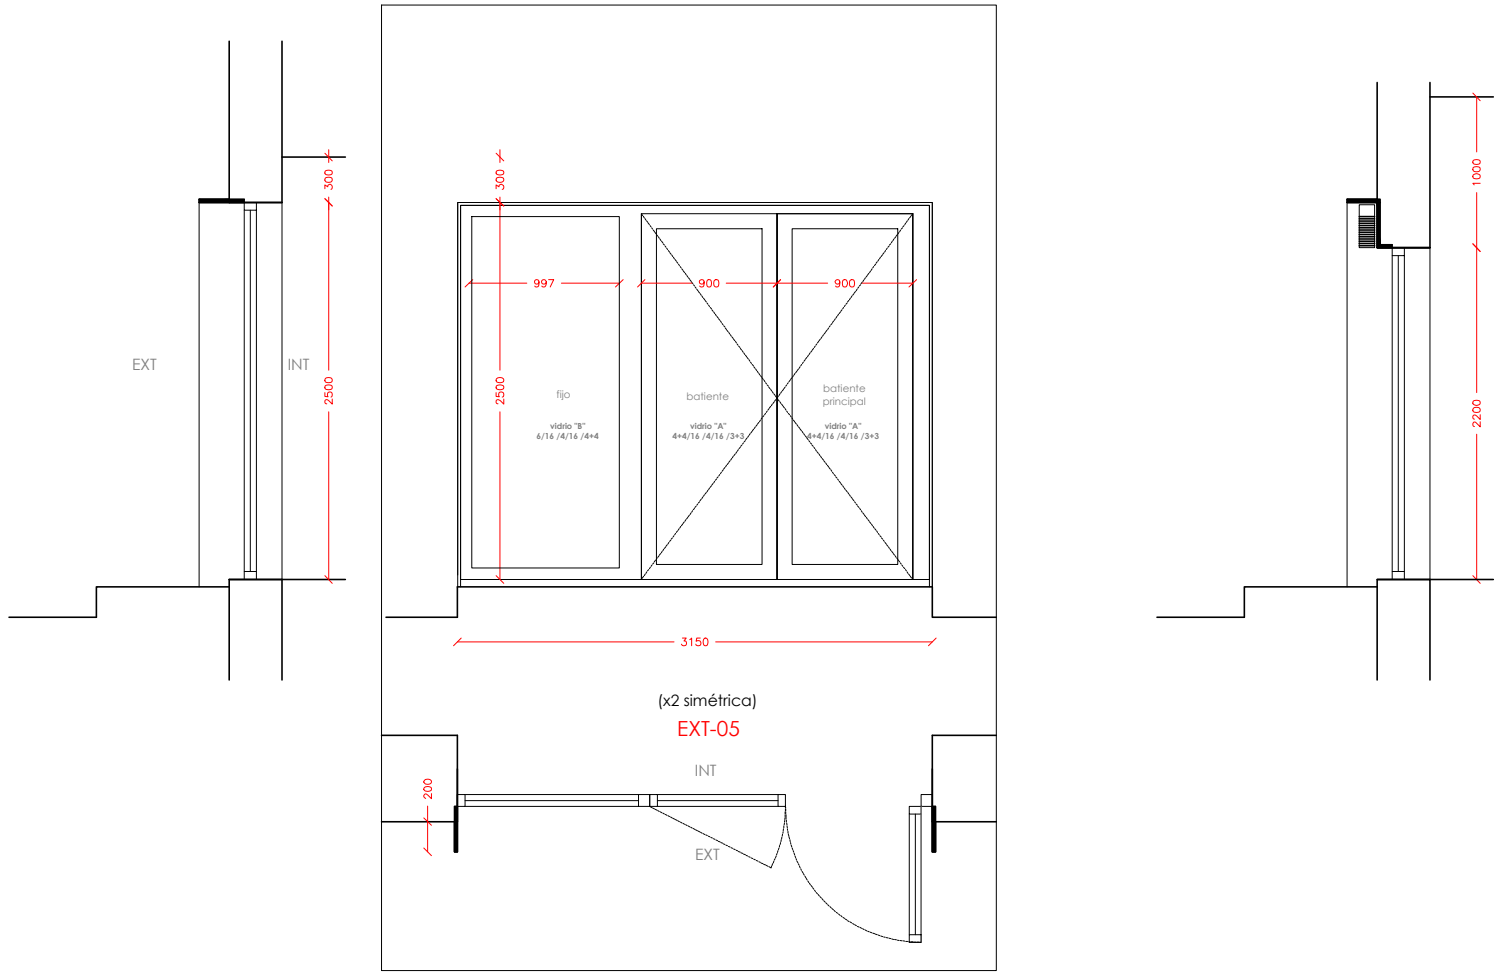 300
2500
EXT
INT
300
2500
997
900
900
fijo
vidrio "B"
6/16 /4/16 /4+4
batiente
vidrio "A"
4+4/16 /4/16 /3+3
batiente
principal
vidrio "A"
4+4/16 /4/16 /3+3
3150
(x2 simétrica)
EXT-05
INT
200
EXT
1000
2200